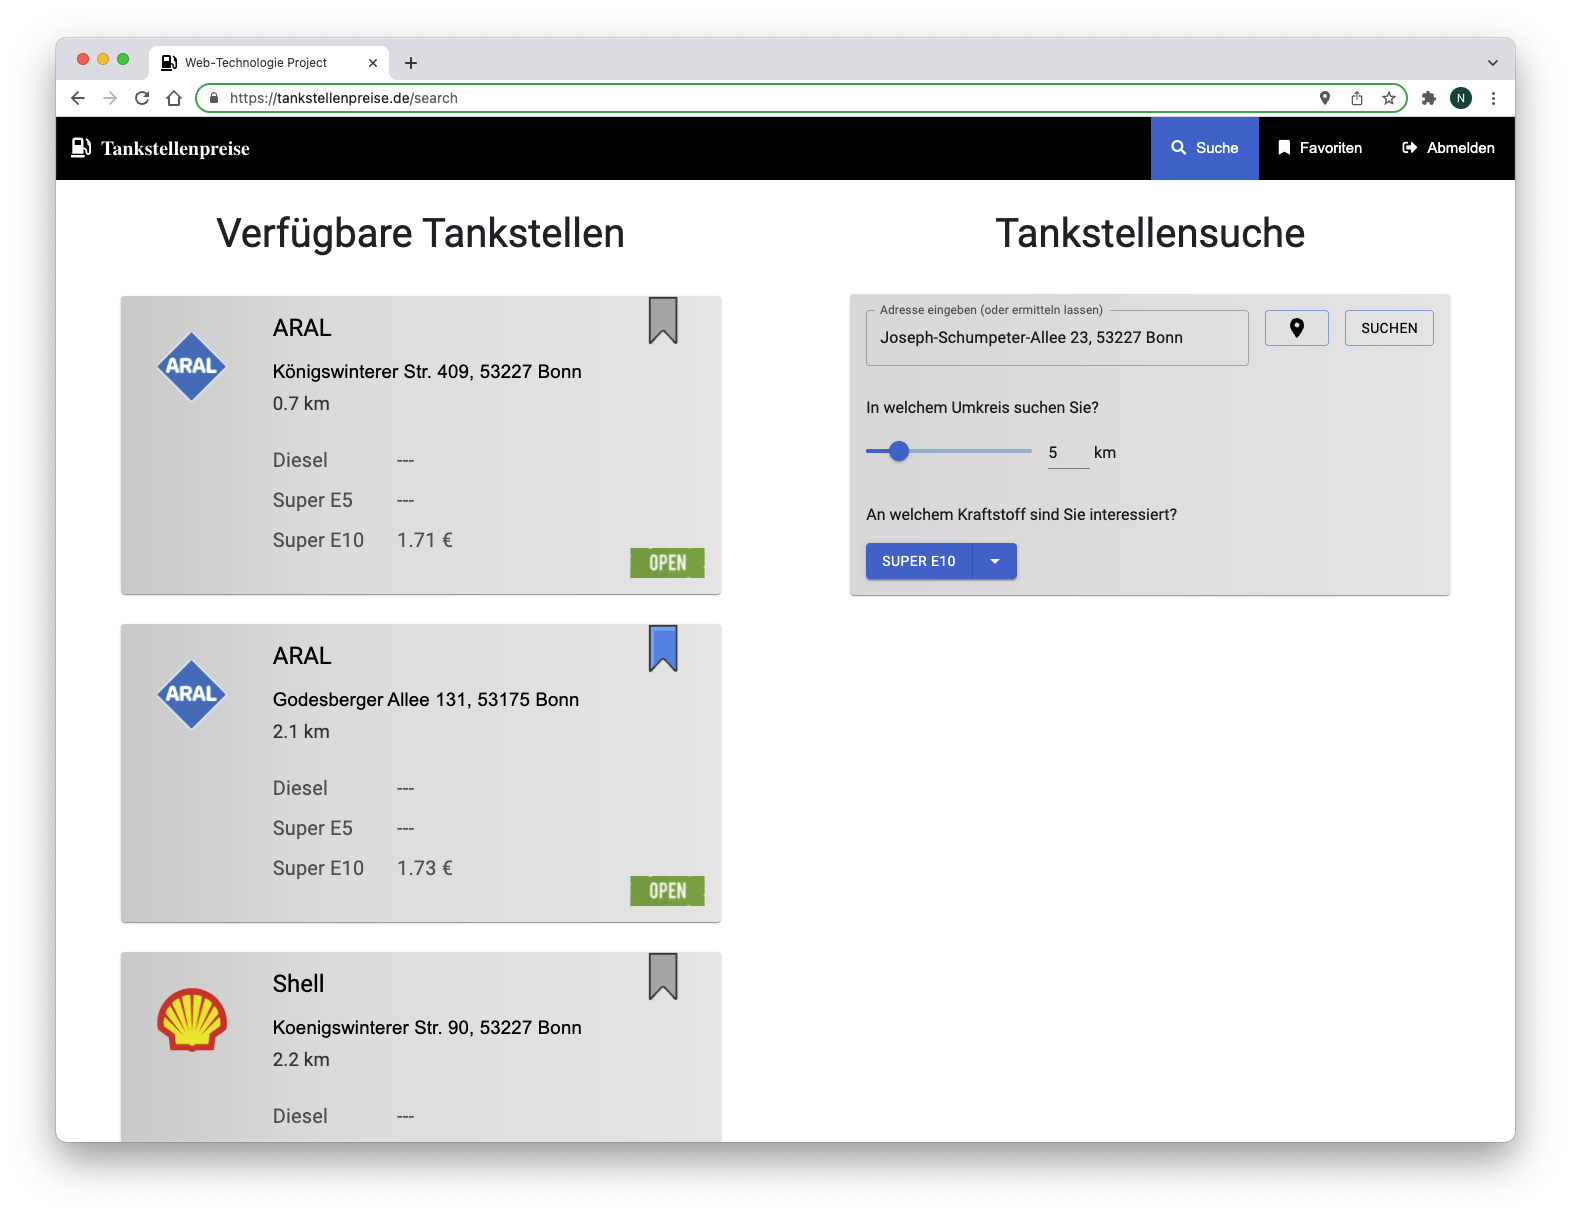 Web-Technologie Project
https://tankstellenpreise.de/search
N
Tankstellenpreise
Suche
Favoriten
Abmelden
Verfügbare Tankstellen
ARAL
ARAL
Königswinterer Str. 409, 53227 Bonn
0.7 km
Diesel ---
Super E5 ---
Super E10 1.71 €
OPEN
ARAL
ARAL
Godesberger Allee 131, 53175 Bonn
2.1 km
Diesel ---
Super E5 ---
Super E10 1.73 €
OPEN
Shell
Koenigswinterer Str. 90, 53227 Bonn
2.2 km
Diesel ---
Tankstellensuche
Adresse eingeben (oder ermitteln lassen)
Joseph-Schumpeter-Allee 23, 53227 Bonn
SUCHEN
In welchem Umkreis suchen Sie?
5 km
An welchem Kraftstoff sind Sie interessiert?
SUPER E10